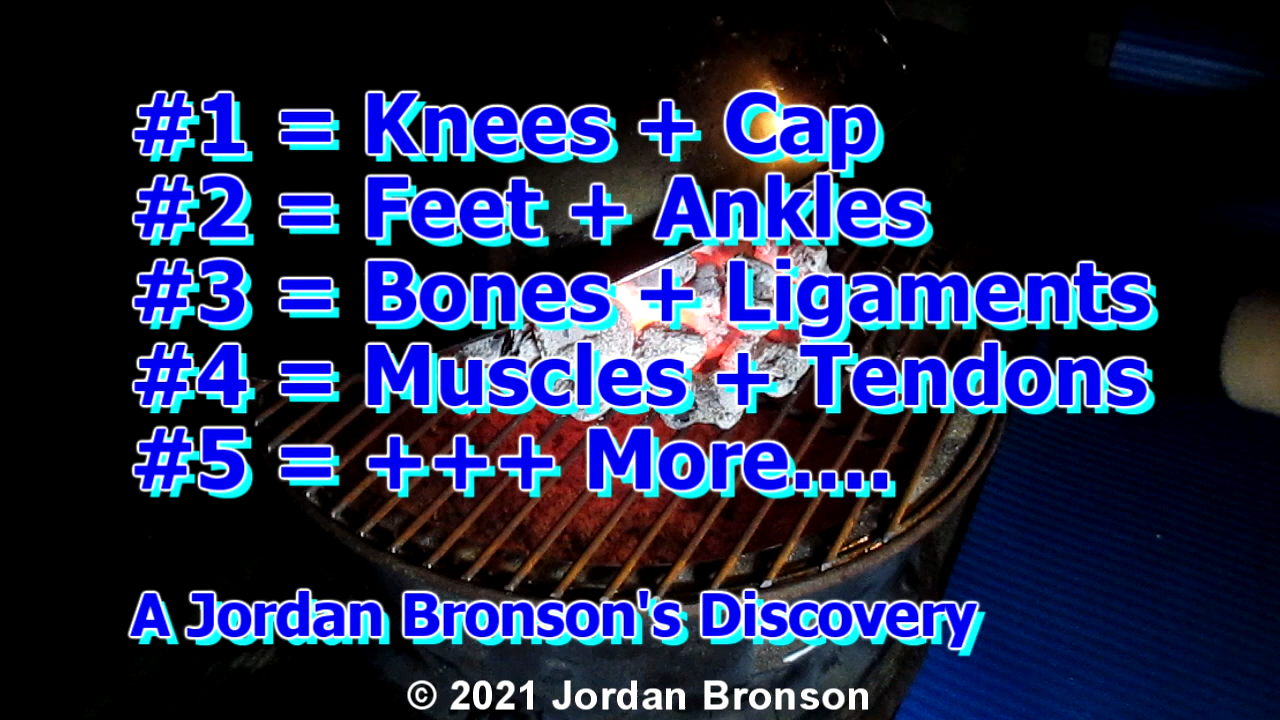 #1 = Knees + Cap
#2 = Feet + Ankles
#3 = Bones + Ligaments
#4 = Muscles + Tendons
#5 = +++ More....
A Jordan Bronson's Discovery
© 2021 Jordan Bronson